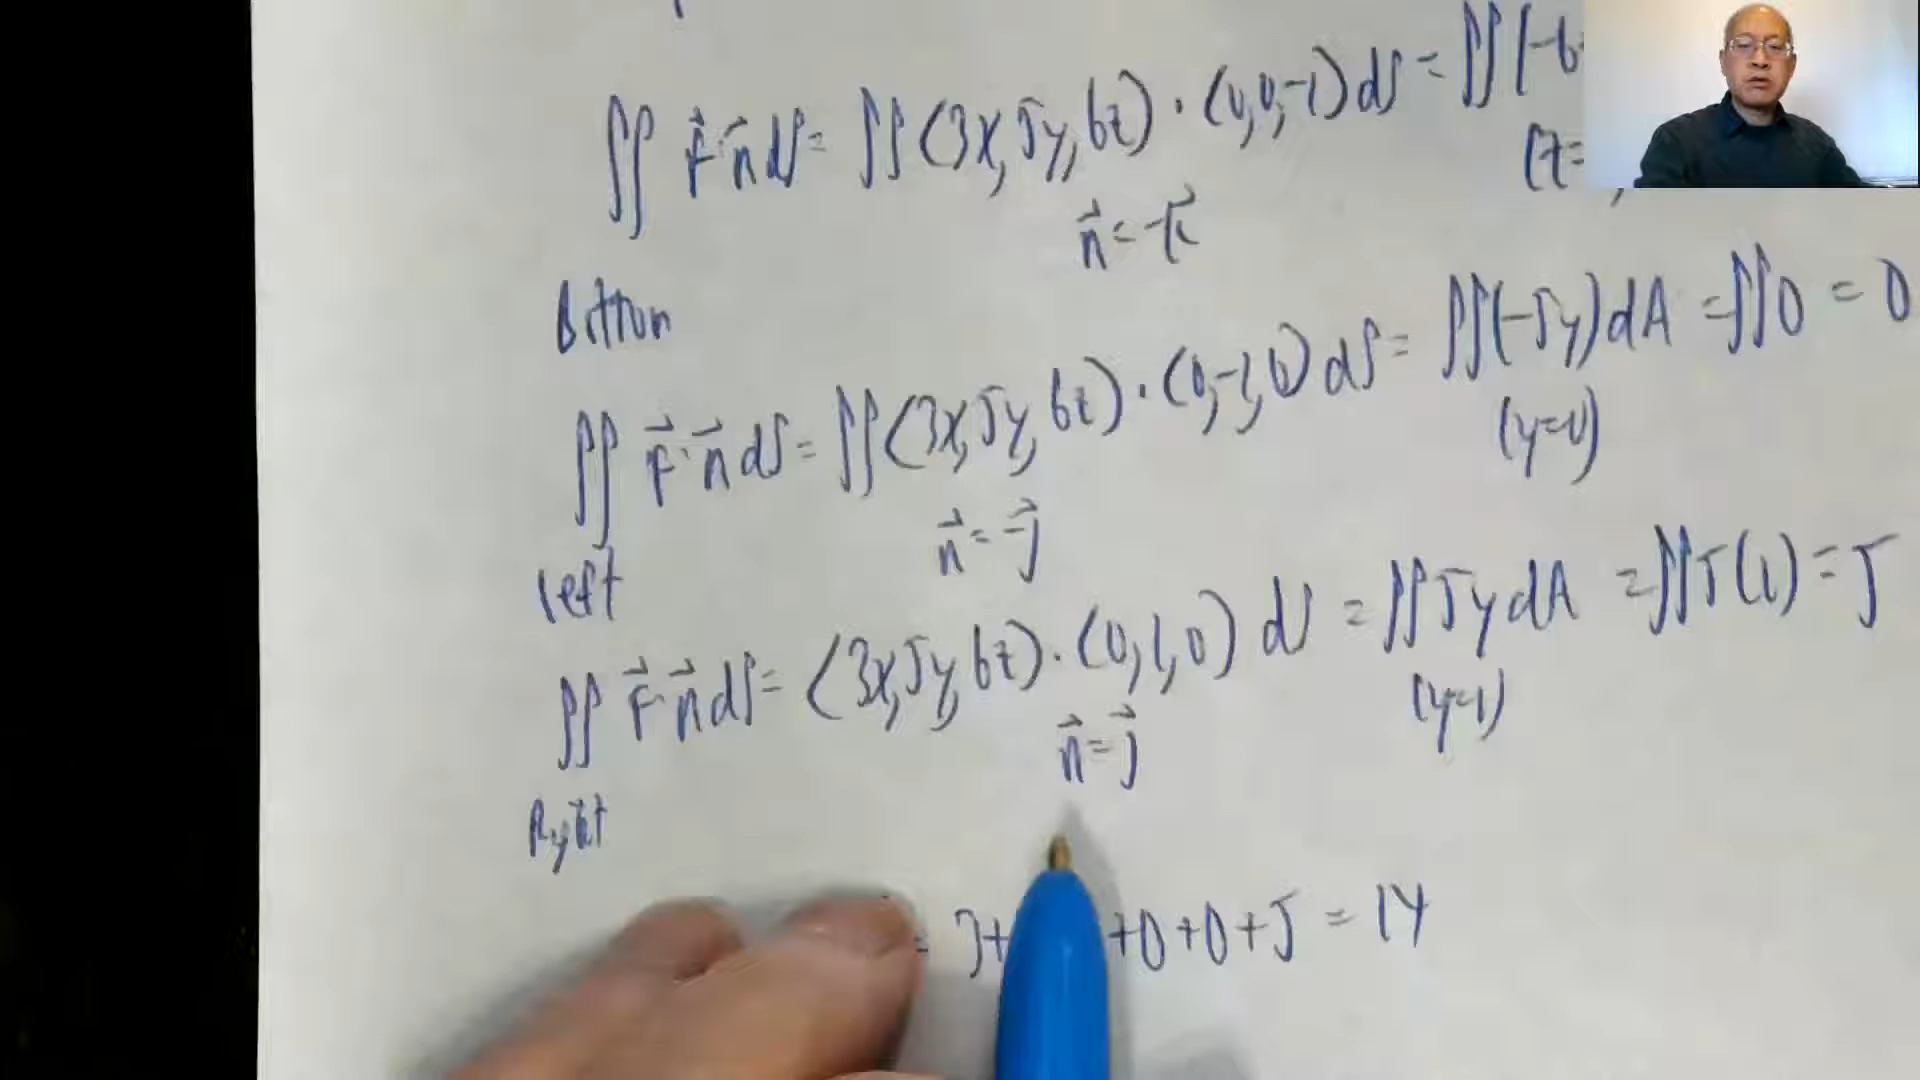 ∬ F⃗·n⃗ dS = ∬(3x,5y,6z)·(0,0,-1)dS = ∬(-6
n⃗ = -k⃗ (z=
Bottom
∬ F⃗·n⃗ dS = ∬(3x,5y,6z)·(0,-1,0)dS = ∬(-5y)dA = ∬0 = 0
n⃗ = -j⃗ (y=0)
Left
∬ F⃗·n⃗ dS = (3x,5y,6z)·(0,1,0) dS = ∬5y dA = ∬5(1) = 5
n⃗ = j⃗ (y=1)
Right
= 3+ +0+0+5 = 14